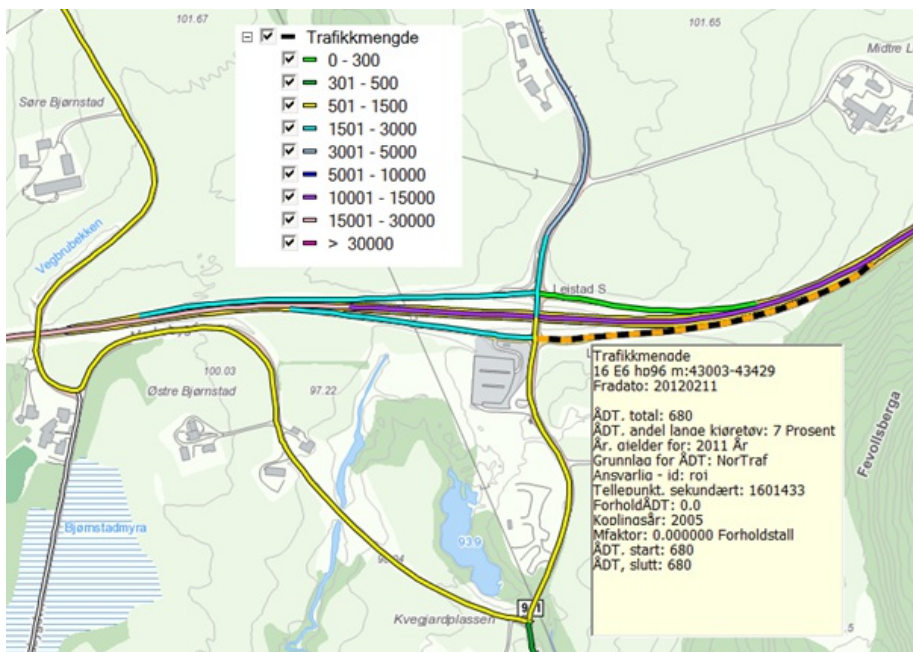 101.67
101.65
Trafikkmengde
0 - 300
301 - 500
501 - 1500
1501 - 3000
3001 - 5000
5001 - 10000
10001 - 15000
15001 - 30000
> 30000
Søre Bjørnstad
Midtre L
Vegbrubekken
Leistad S
100.03
97.22
Østre Bjørnstad
Fevollsberga
Trafikkmengde
16 E6 hp96 m:43003-43429
Fradato: 20120211
ÅDT. total: 680
ÅDT. andel lange kjøretøy: 7 Prosent
År. gjelder for: 2011 År
Grunnlag for ÅDT: NorTraf
Ansvarlig - id: roj
Tellepunkt. sekundært: 1601433
ForholdÅDT: 0.0
Koplingsår: 2005
Mfaktor: 0.000000 Forholdstall
ÅDT. start: 680
ÅDT, slutt: 680
Bjørnstadmyra
93.9
Kvegjardplassen
.5